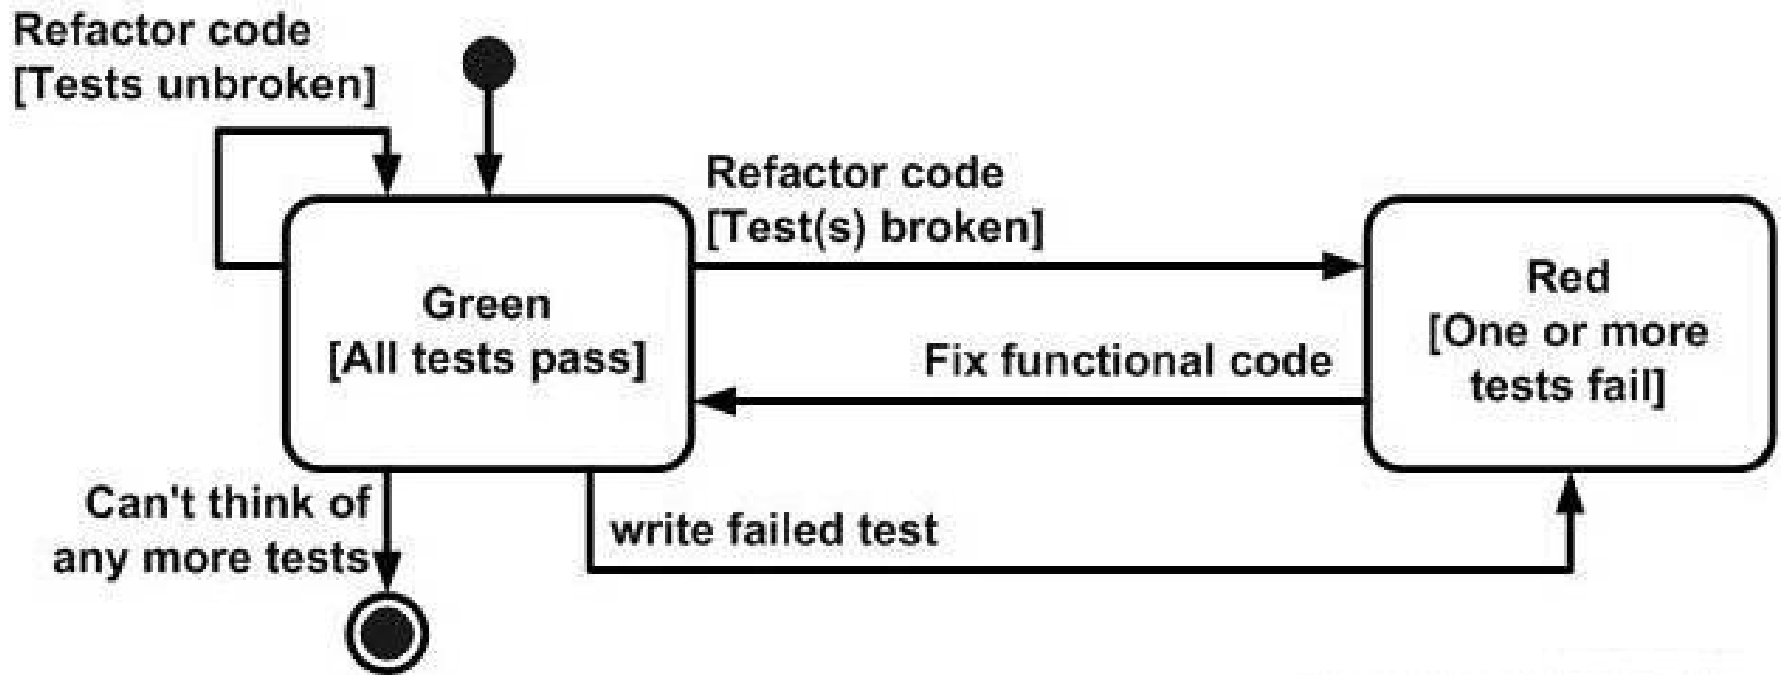 Refactor code
[Tests unbroken]
Refactor code
[Test(s) broken]
Green
[All tests pass]
Red
[One or more
tests fail]
Fix functional code
Can't think of
any more tests
write failed test